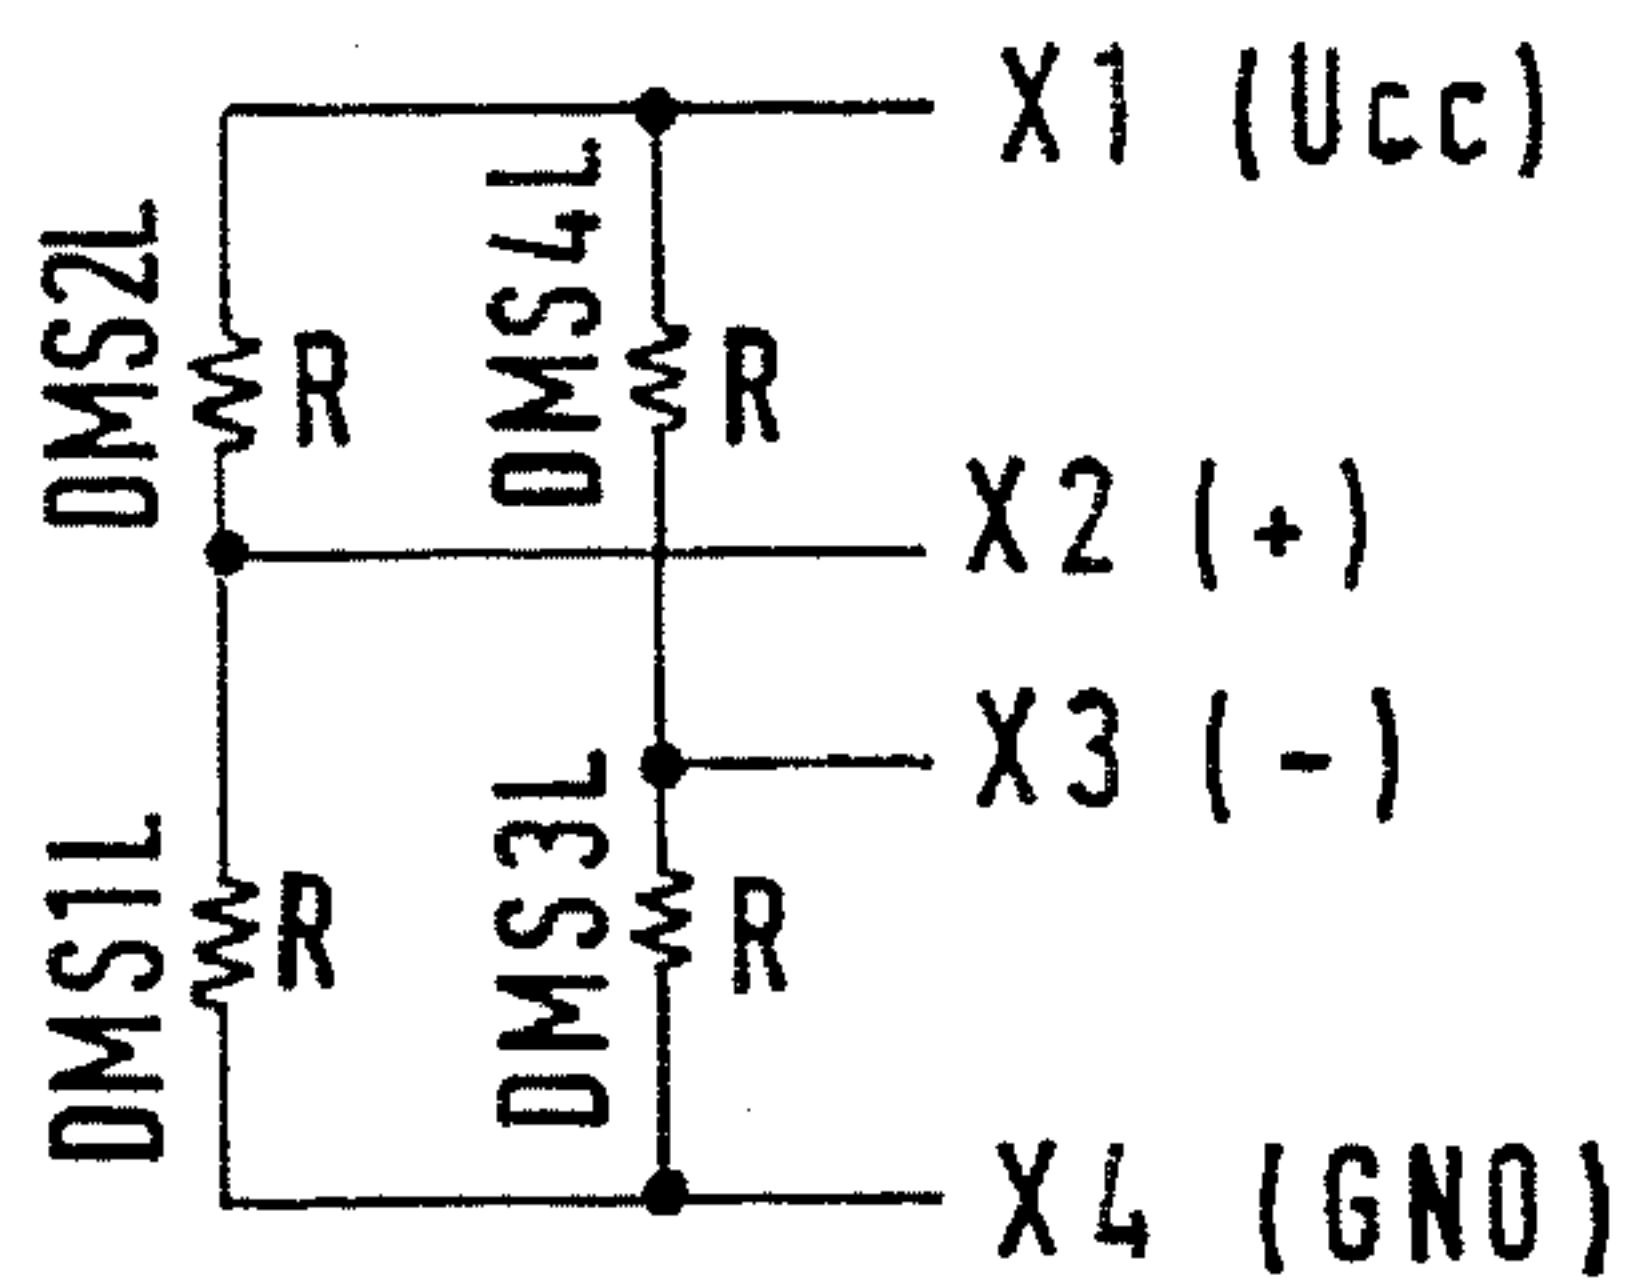 X1 (Ucc)
DMS2L
R
DMS4L
R
X2 (+)
X3 (-)
DMS1L
R
DMS3L
R
X4 (GND)